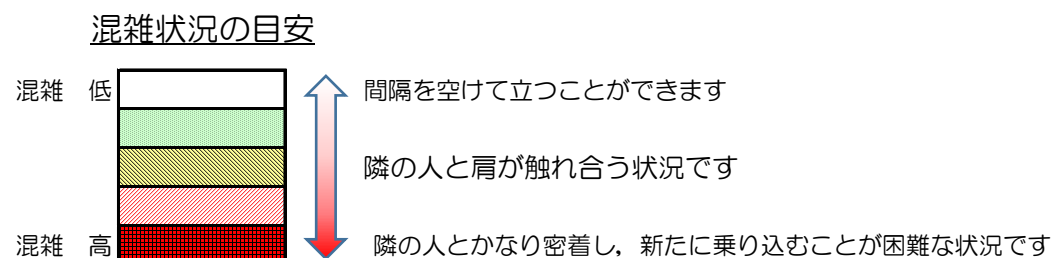 混雑状況の目安
混雑　低
間隔を空けて立つことができます
隣の人と肩が触れ合う状況です
混雑　高
隣の人とかなり密着し，新たに乗り込むことが困難な状況です